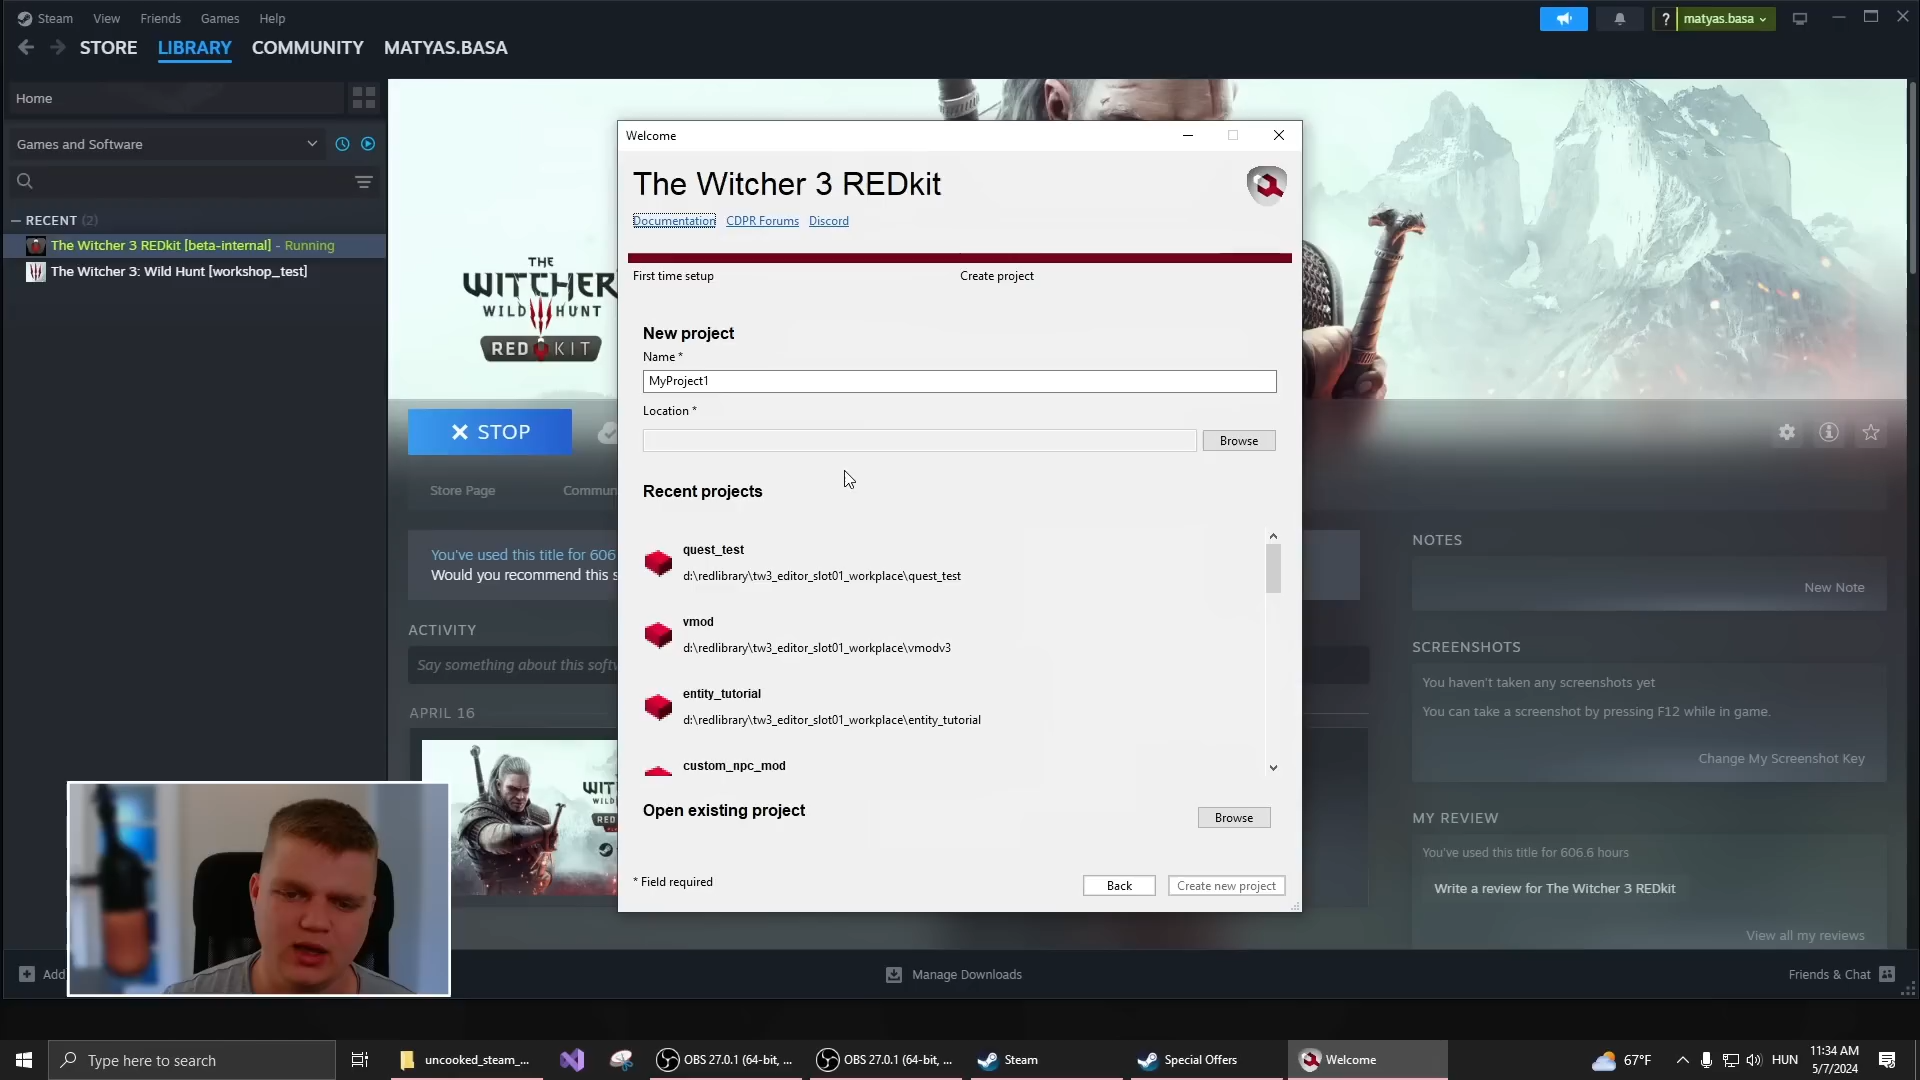 Steam View Friends Games Help
? matyas.basa
STORE LIBRARY COMMUNITY MATYAS.BASA
Home
Games and Software
RECENT (2)
The Witcher 3 REDkit [beta-internal] - Running
The Witcher 3: Wild Hunt [workshop_test]
THE
WITCHER
WILD HUNT
RED KIT
STOP
Store Page
Commun
You've used this title for 606
Would you recommend this s
ACTIVITY
Say something about this softw
APRIL 16
Welcome
The Witcher 3 REDkit
Documentation CDPR Forums Discord
First time setup
Create project
New project
Name *
MyProject1
Location *
Browse
Recent projects
quest_test
d:\redlibrary\tw3_editor_slot01_workplace\quest_test
vmod
d:\redlibrary\tw3_editor_slot01_workplace\vmodv3
entity_tutorial
d:\redlibrary\tw3_editor_slot01_workplace\entity_tutorial
custom_npc_mod
Open existing project
Browse
* Field required
Back
Create new project
NOTES
New Note
SCREENSHOTS
You haven't taken any screenshots yet
You can take a screenshot by pressing F12 while in game.
Change My Screenshot Key
MY REVIEW
You've used this title for 606.6 hours
Write a review for The Witcher 3 REDkit
View all my reviews
WIT
WILD
RED
Add
Manage Downloads
Friends & Chat
Type here to search
uncooked_steam_...
OBS 27.0.1 (64-bit, ...
OBS 27.0.1 (64-bit, ...
Steam
Special Offers
Welcome
67°F
HUN
11:34 AM
5/7/2024